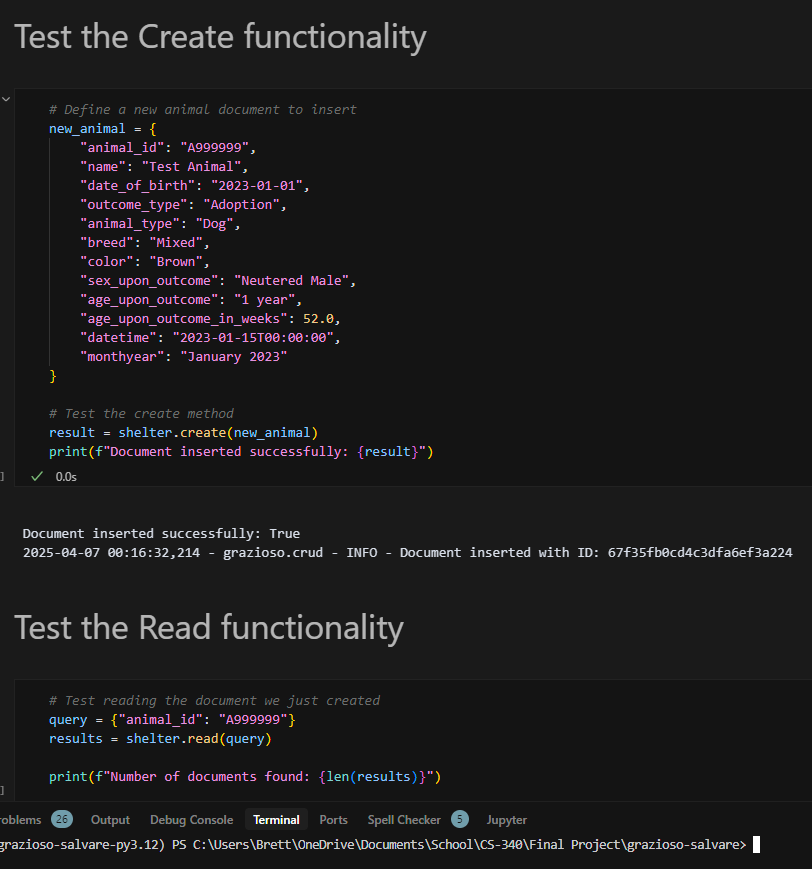 Test the Create functionality
# Define a new animal document to insert
new_animal = {
"animal_id": "A999999",
"name": "Test Animal",
"date_of_birth": "2023-01-01",
"outcome_type": "Adoption",
"animal_type": "Dog",
"breed": "Mixed",
"color": "Brown",
"sex_upon_outcome": "Neutered Male",
"age_upon_outcome": "1 year",
"age_upon_outcome_in_weeks": 52.0,
"datetime": "2023-01-15T00:00:00",
"monthyear": "January 2023"
}
# Test the create method
result = shelter.create(new_animal)
print(f"Document inserted successfully: {result}")
] 0.0s
Document inserted successfully: True
2025-04-07 00:16:32,214 - grazioso.crud - INFO - Document inserted with ID: 67f35fb0cd4c3dfa6ef3a224
Test the Read functionality
# Test reading the document we just created
query = {"animal_id": "A999999"}
results = shelter.read(query)
print(f"Number of documents found: {len(results)}")
]
roblems 26 Output Debug Console Terminal Ports Spell Checker 5 Jupyter
grazioso-salvare-py3.12) PS C:\Users\Brett\OneDrive\Documents\School\CS-340\Final Project\grazioso-salvare>